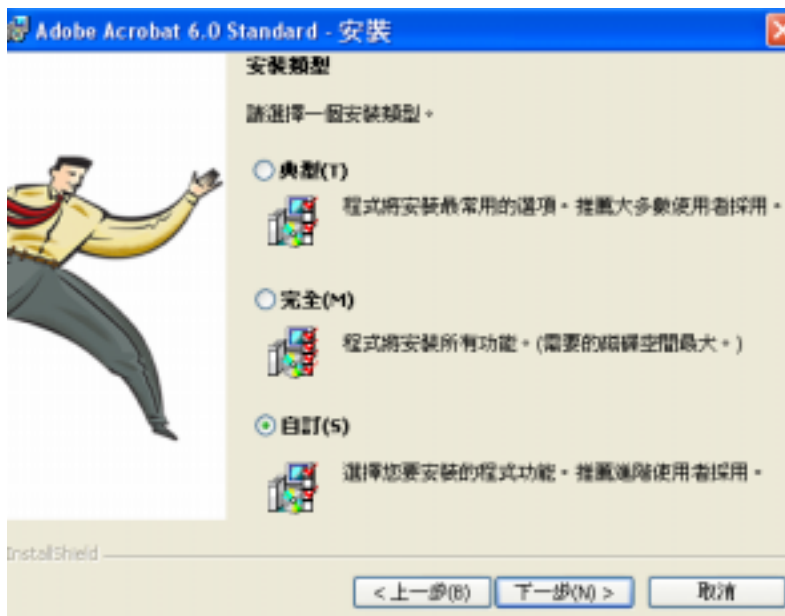 Adobe Acrobat 6.0 Standard - 安裝
安裝類型
請選擇一個安裝類型。
典型(T)
程式將安裝最常用的選項。推薦大多數使用者採用。
完全(M)
程式將安裝所有功能。(需要的磁碟空間最大。)
自訂(S)
選擇您要安裝的程式功能。推薦進階使用者採用。
InstallShield
< 上一步(B) 下一步(N) > 取消